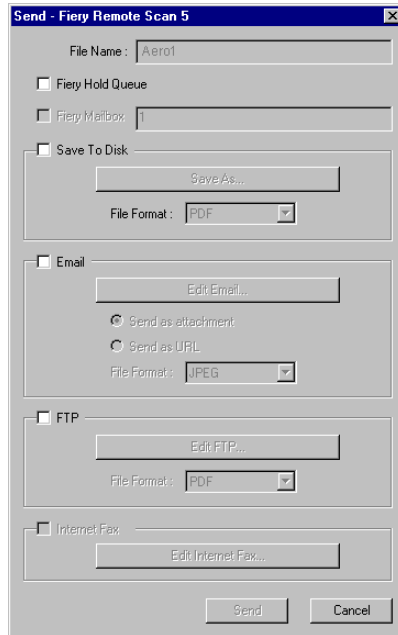 Send - Fiery Remote Scan 5
File Name : Aero1
Fiery Hold Queue
Fiery Mailbox 1
Save To Disk
Save As...
File Format : PDF
Email
Edit Email...
Send as attachment
Send as URL
File Format : JPEG
FTP
Edit FTP...
File Format : PDF
Internet Fax
Edit Internet Fax...
Send Cancel